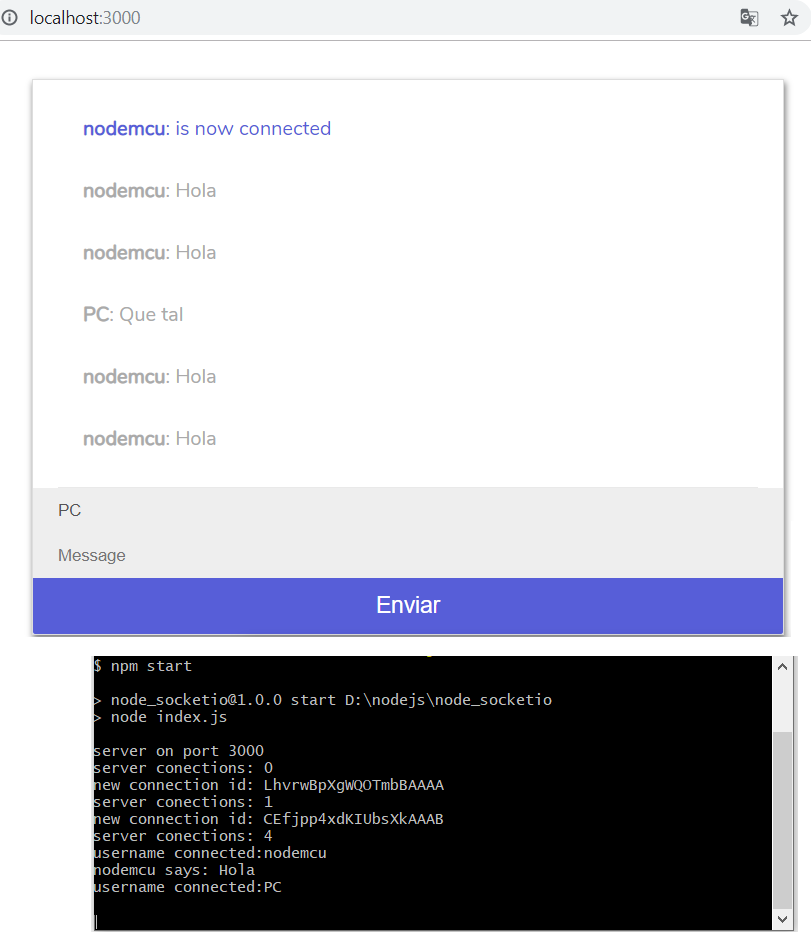 localhost:3000
nodemcu: is now connected
nodemcu: Hola
nodemcu: Hola
PC: Que tal
nodemcu: Hola
nodemcu: Hola
PC
Message
Enviar
$ npm start
> node_socketio@1.0.0 start D:\nodejs\node_socketio
> node index.js
server on port 3000
server conections: 0
new connection id: LhvrwBpXgWQOTmbBAAAA
server conections: 1
new connection id: CEfjpp4xdKIUbsXkAAAB
server conections: 4
username connected:nodemcu
nodemcu says: Hola
username connected:PC